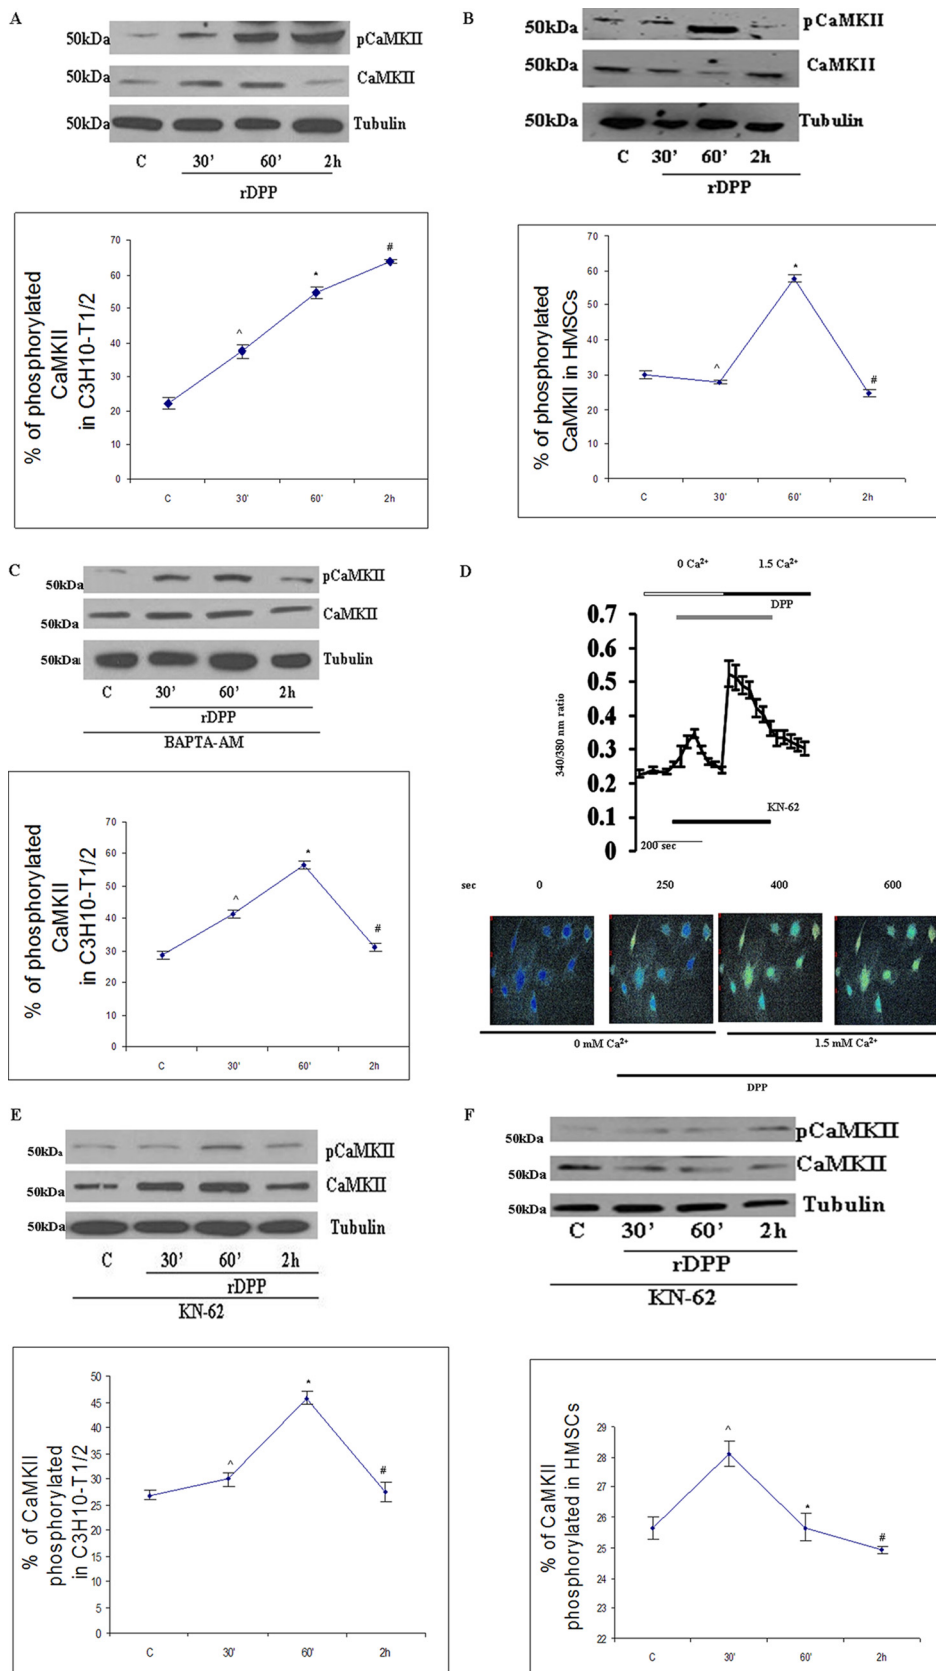 A
50kDa
pCaMKII
50kDa
CaMKII
50kDa
Tubulin
C 30' 60' 2h
rDPP
% of phosphorylated
CaMKII
in C3H10-T1/2
70
60
50
40
30
20
10
0
^
*
#
C 30' 60' 2h
B
50kDa
pCaMKII
50kDa
CaMKII
50kDa
Tubulin
C 30' 60' 2h
rDPP
% of phosphorylated
CaMKII in HMSCs
70
60
50
40
30
20
10
0
^
*
#
C 30' 60' 2h
C
50kDa
pCaMKII
50kDa
CaMKII
50kDa
Tubulin
C 30' 60' 2h
rDPP
BAPTA-AM
% of phosphorylated
CaMKII
in C3H10-T1/2
70
60
50
40
30
20
10
0
^
*
#
C 30' 60' 2h
D
0 Ca²⁺ 1.5 Ca²⁺
DPP
340/380 nm ratio
0.7
0.6
0.5
0.4
0.3
0.2
0.1
0
KN-62
200 sec
sec 0 250 400 600
0 mM Ca²⁺ 1.5 mM Ca²⁺
DPP
E
50kDa
pCaMKII
50kDa
CaMKII
50kDa
Tubulin
C 30' 60' 2h
rDPP
KN-62
% of CaMKII
phosphorylated
in C3H10-T1/2
50
45
40
35
30
25
20
15
10
5
0
^
*
#
C 30' 60' 2h
F
50kDa
pCaMKII
50kDa
CaMKII
50kDa
Tubulin
C 30' 60' 2h
rDPP
KN-62
% of CaMKII
phosphorylated in HMSCs
29
28
27
26
25
24
23
22
^
*
#
C 30' 60' 2h